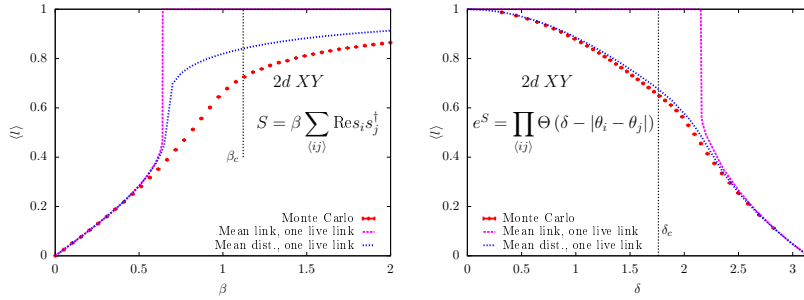 1
0.8
0.6
0.4
0.2
0
⟨l⟩
2d XY
S = β ∑⟨ij⟩ Re s_i s_j^†
β_c
Monte Carlo
Mean link, one live link
Mean dist., one live link
0 0.5 1 1.5 2
β
1
0.8
0.6
0.4
0.2
0
⟨l⟩
2d XY
e^S = ∏⟨ij⟩ Θ (δ − |θ_i − θ_j|)
Monte Carlo
Mean link, one live link
Mean dist., one live link
δ_c
0 0.5 1 1.5 2 2.5 3
δ